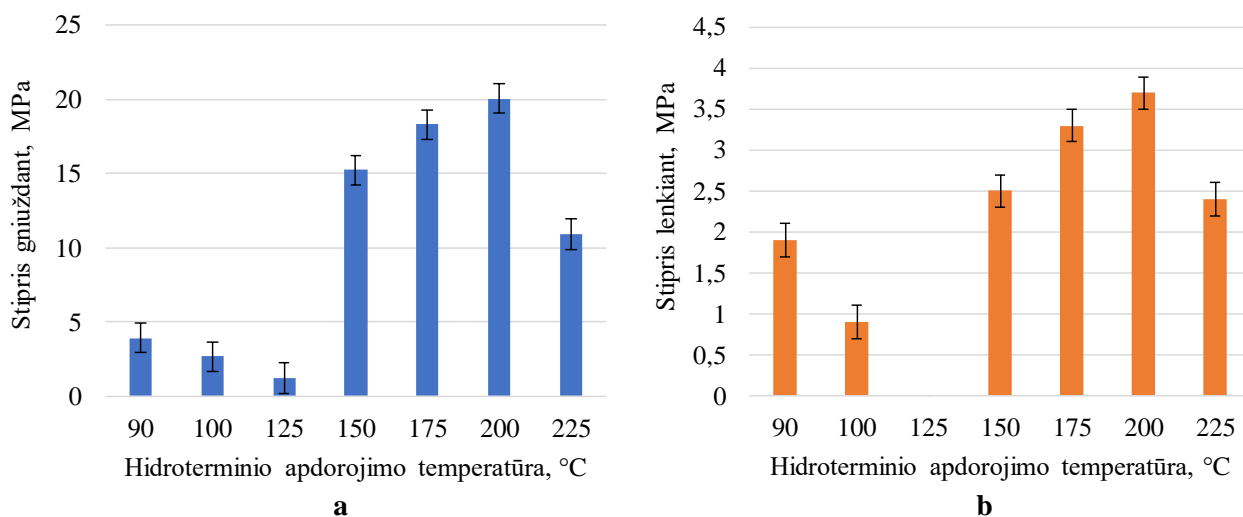 25
20
15
10
5
0
Stipris gniuždant, MPa
90 100 125 150 175 200 225
Hidroterminio apdorojimo temperatūra, °C
a
4,5
4
3,5
3
2,5
2
1,5
1
0,5
0
Stipris lenkiant, MPa
90 100 125 150 175 200 225
Hidroterminio apdorojimo temperatūra, °C
b